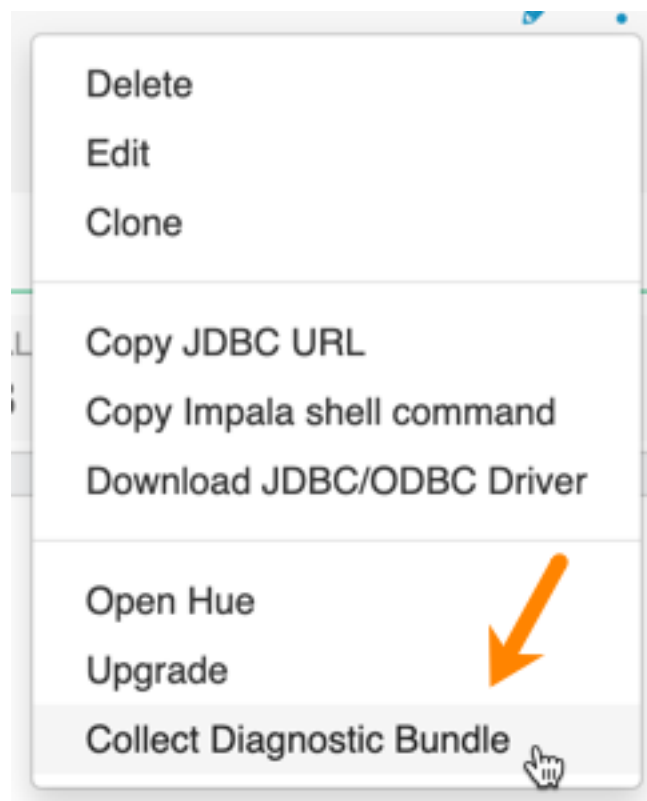 Delete
Edit
Clone
Copy JDBC URL
Copy Impala shell command
Download JDBC/ODBC Driver
Open Hue
Upgrade
Collect Diagnostic Bundle